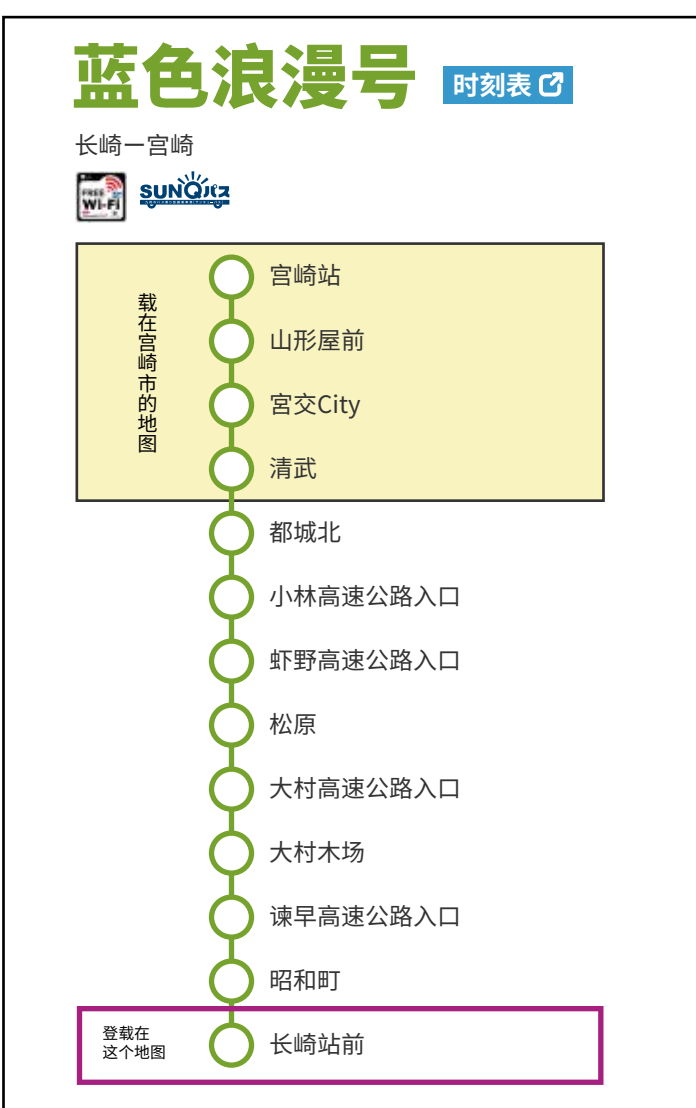 蓝色浪漫号
时刻表
长崎ー宫崎
FREE
Wi-Fi
SUNQパス
载在宫崎市的地图
宫崎站
山形屋前
宮交City
清武
都城北
小林高速公路入口
虾野高速公路入口
松原
大村高速公路入口
大村木场
谏早高速公路入口
昭和町
登载在
这个地图
长崎站前